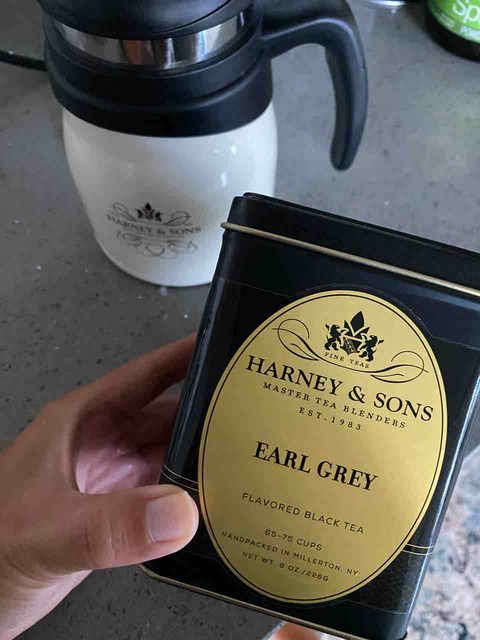 Sp
HARNEY & SONS
FINE TEAS
HARNEY & SONS
MASTER TEA BLENDERS
EST. 1983
EARL GREY
FLAVORED BLACK TEA
65-75 CUPS
HANDPACKED IN MILLERTON, NY
NET WT. 8 OZ./226G